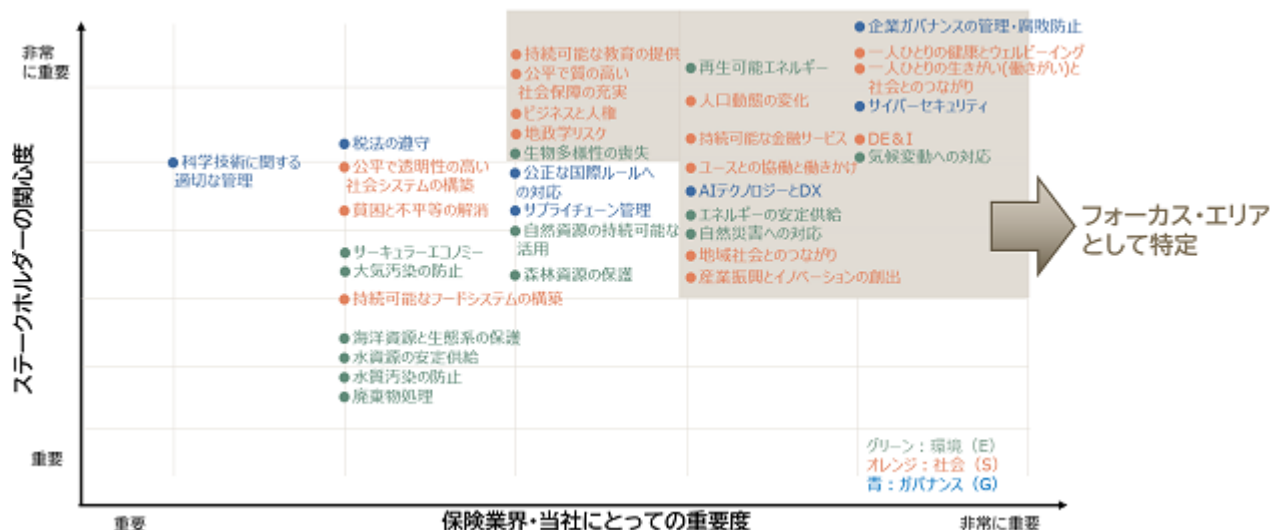 非常
に重要
重要
ステークホルダーの関心度
科学技術に関する
適切な管理
税法の遵守
公平で透明性の高い
社会システムの構築
貧困と不平等の解消
サーキュラーエコノミー
大気汚染の防止
持続可能なフードシステムの構築
海洋資源と生態系の保護
水資源の安定供給
水質汚染の防止
廃棄物処理
持続可能な教育の提供
公平で質の高い
社会保障の充実
ビジネスと人権
地政学リスク
生物多様性の喪失
公正な国際ルールへ
の対応
サプライチェーン管理
自然資源の持続可能な
活用
森林資源の保護
再生可能エネルギー
人口動態の変化
持続可能な金融サービス
ユースとの協働と働きかけ
AIテクノロジーとDX
エネルギーの安定供給
自然災害への対応
地域社会とのつながり
産業振興とイノベーションの創出
企業ガバナンスの管理・腐敗防止
一人ひとりの健康とウェルビーイング
一人ひとりの生きがい(働きがい)と
社会とのつながり
サイバーセキュリティ
DE&I
気候変動への対応
フォーカス・エリア
として特定
グリーン：環境（E）
オレンジ：社会（S）
青：ガバナンス（G）
重要
保険業界・当社にとっての重要度
非常に重要